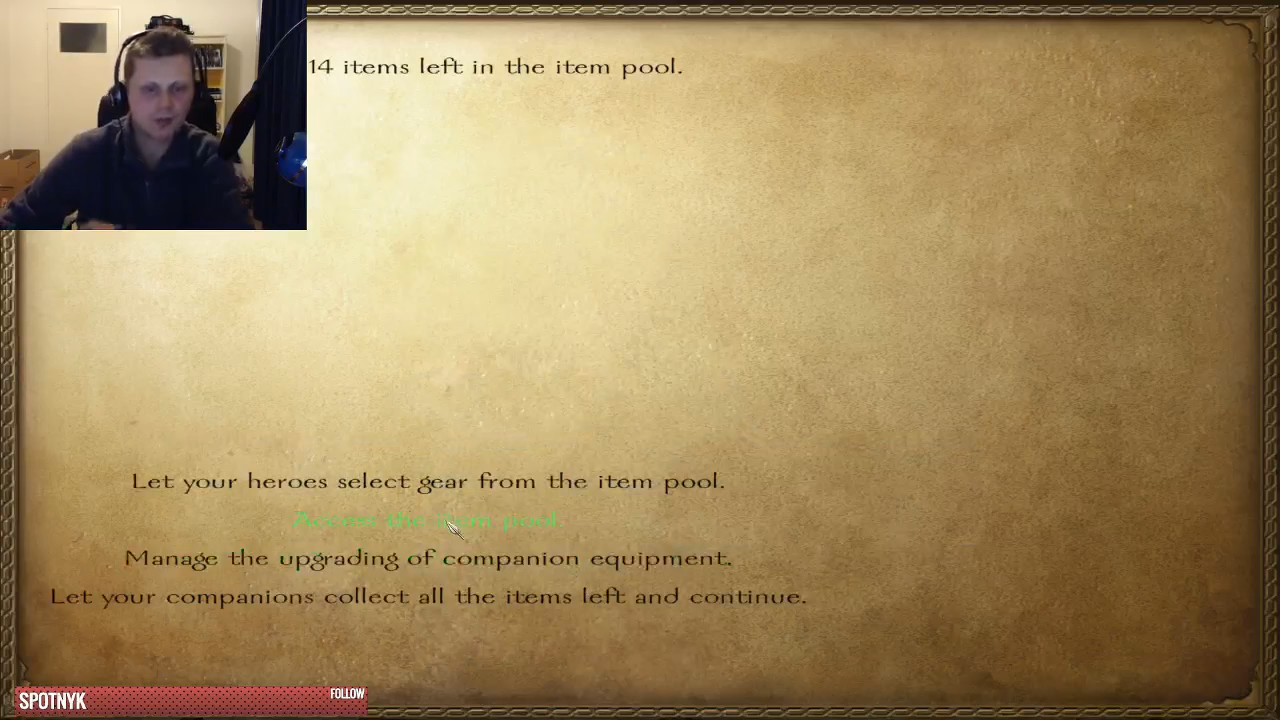 14 items left in the item pool.
Let your heroes select gear from the item pool.
Access the item pool.
Manage the upgrading of companion equipment.
Let your companions collect all the items left and continue.
SPOTNYK
FOLLOW